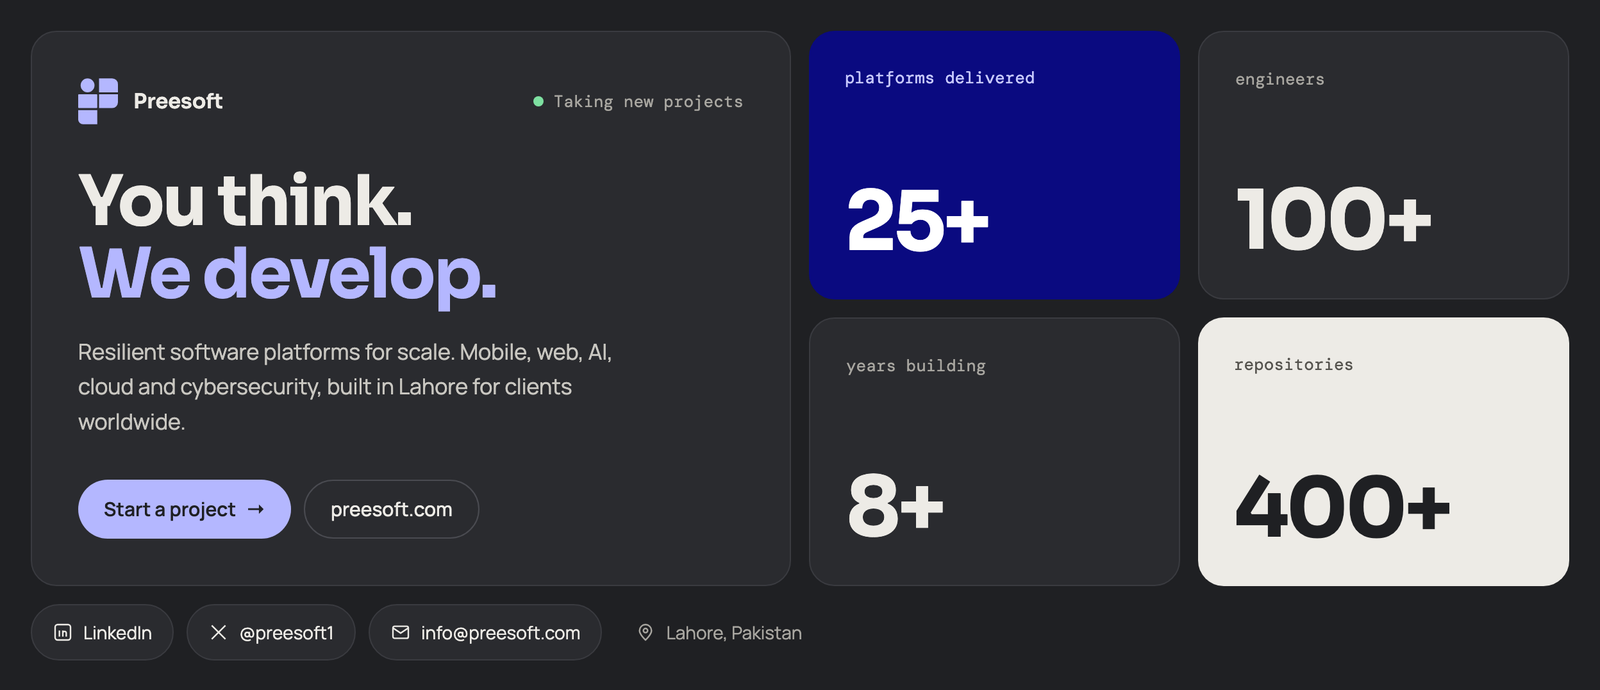 Preesoft
Taking new projects
You think.
We develop.
Resilient software platforms for scale. Mobile, web, AI,
cloud and cybersecurity, built in Lahore for clients
worldwide.
Start a project →
preesoft.com
platforms delivered
25+
engineers
100+
years building
8+
repositories
400+
LinkedIn
@preesoft1
info@preesoft.com
Lahore, Pakistan